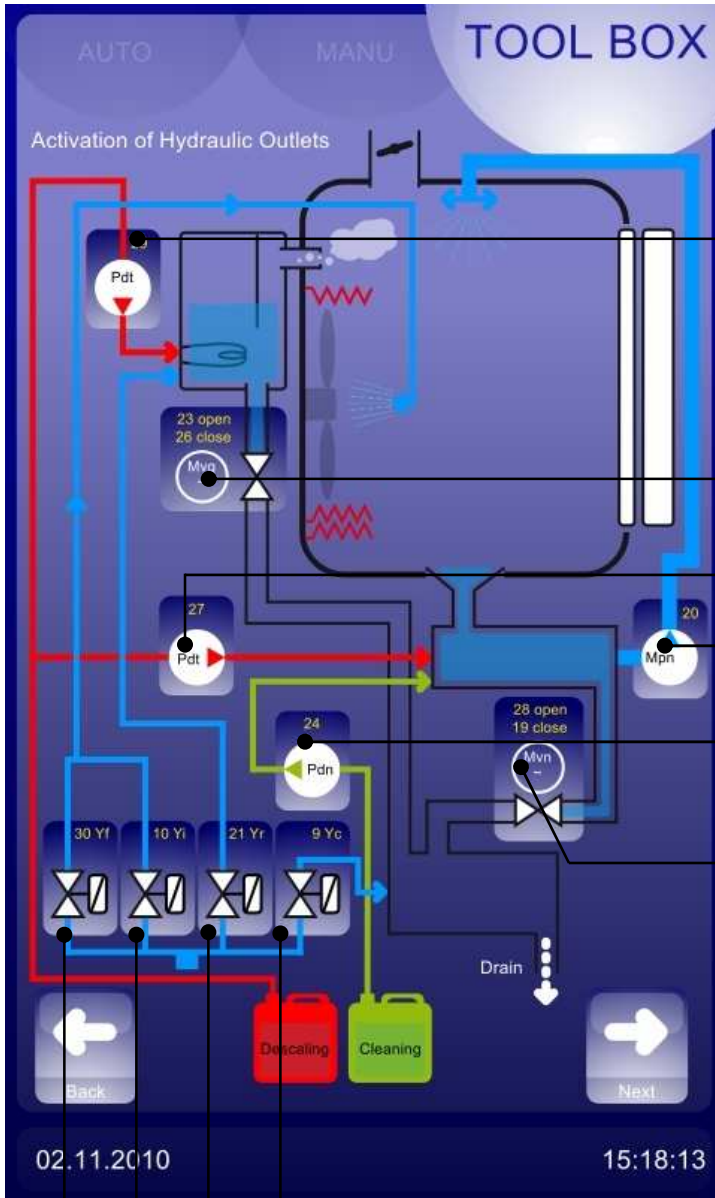 AUTO
MANU
TOOL BOX
Activation of Hydraulic Outlets
Pdt
23 open
26 close
Mvg
~
27
Pdt
20
Mpn
24
Pdn
28 open
19 close
Mvn
~
30 Yf
10 Yi
21 Yr
9 Yc
Drain
Descaling
Cleaning
Back
Next
02.11.2010
15:18:13